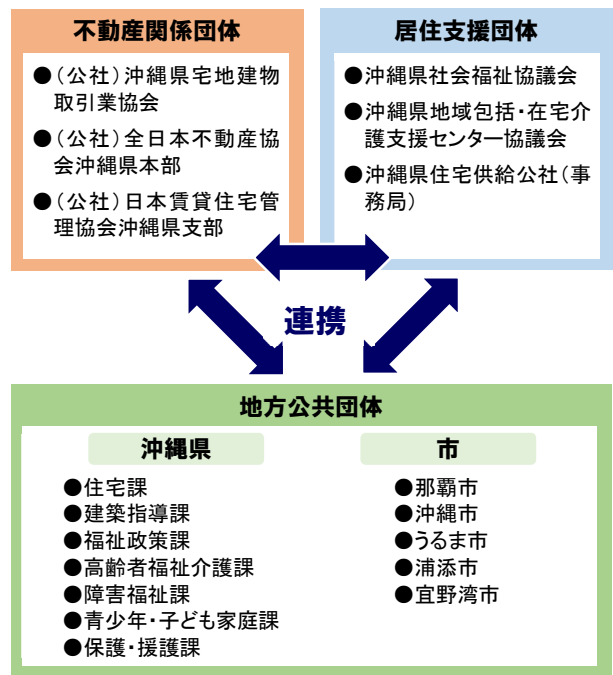 不動産関係団体
●（公社）沖縄県宅地建物
取引業協会
●（公社）全日本不動産協
会沖縄県本部
●（公社）日本賃貸住宅管
理協会沖縄県支部
居住支援団体
●沖縄県社会福祉協議会
●沖縄県地域包括・在宅介
護支援センター協議会
●沖縄県住宅供給公社（事
務局）
連携
地方公共団体
沖縄県
●住宅課
●建築指導課
●福祉政策課
●高齢者福祉介護課
●障害福祉課
●青少年・子ども家庭課
●保護・援護課
市
●那覇市
●沖縄市
●うるま市
●浦添市
●宜野湾市